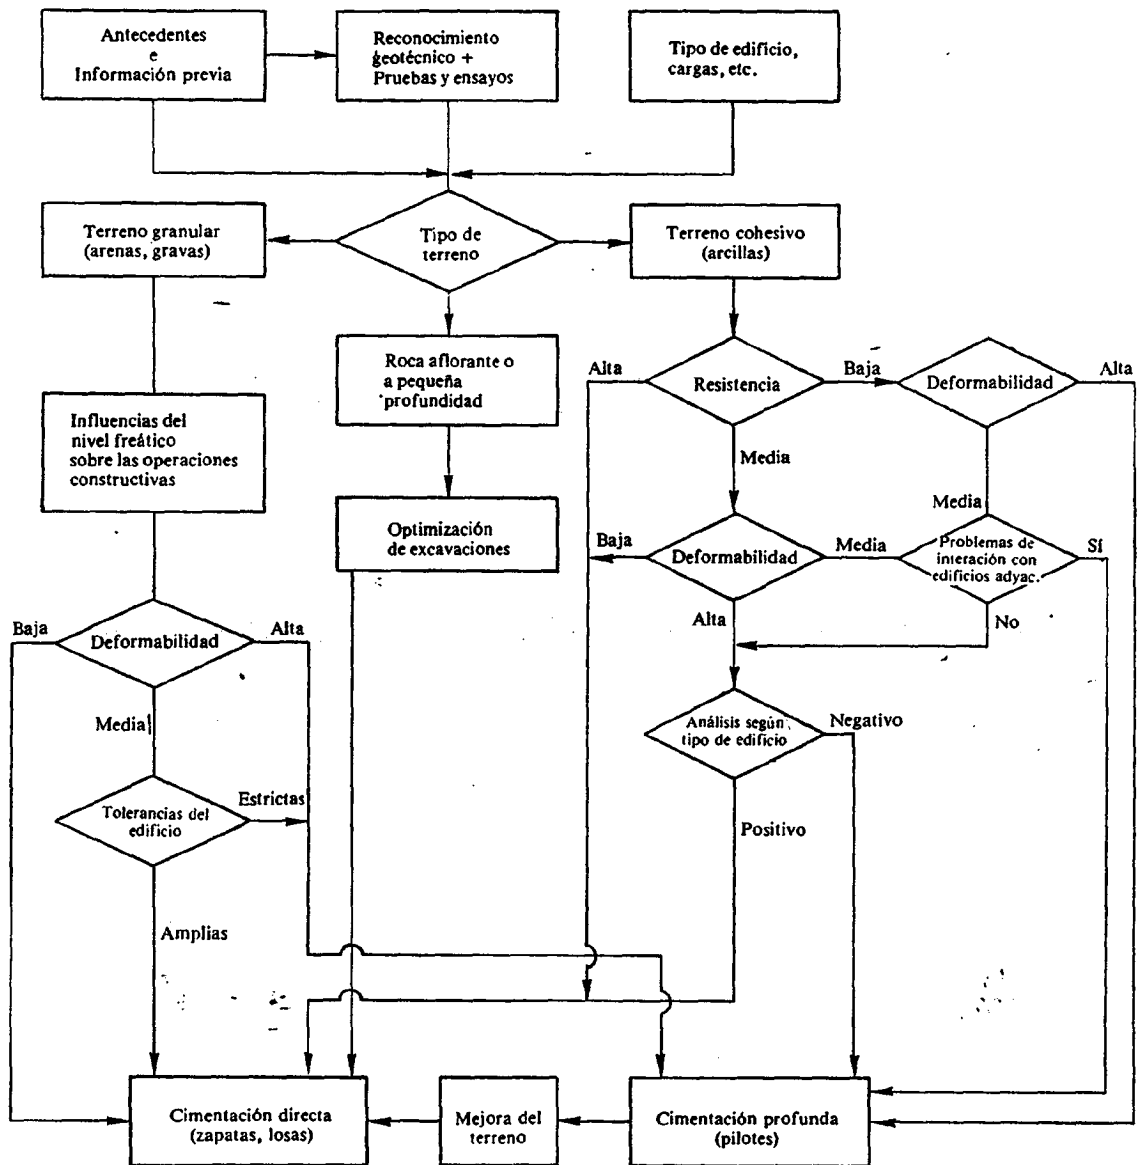 Antecedentes
e
Información previa
Reconocimiento
geotécnico +
Pruebas y ensayos
Tipo de edificio,
cargas, etc.
Terreno granular
(arenas, gravas)
Tipo de
terreno
Terreno cohesivo
(arcillas)
Roca aflorante o
a pequeña
profundidad
Alta
Resistencia
Baja
Deformabilidad
Alta
Influencias del
nivel freático
sobre las operaciones
constructivas
Media
Media
Optimización
de excavaciones
Baja
Deformabilidad
Media
Problemas de
interación con
edificios adyac.
Sí
Alta
No
Baja
Deformabilidad
Alta
Media
Análisis según
tipo de edificio
Negativo
Tolerancias del
edificio
Estrictas
Positivo
Amplias
Cimentación directa
(zapatas, losas)
Mejora del
terreno
Cimentación profunda
(pilotes)